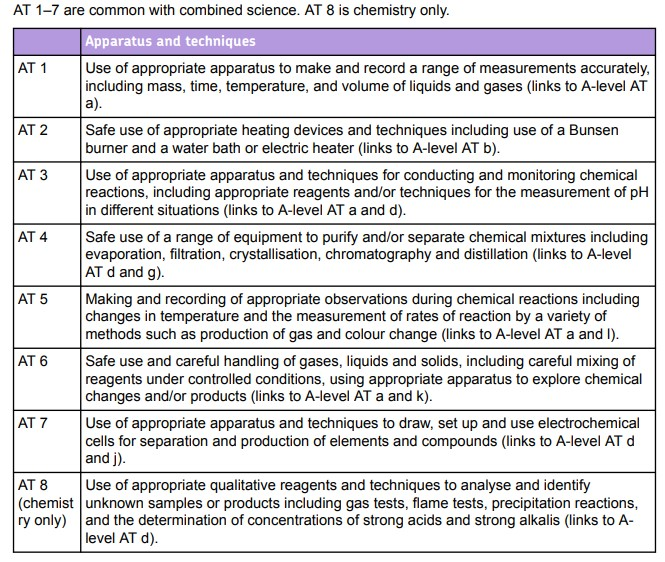 AT 1–7 are common with combined science. AT 8 is chemistry only.
Apparatus and techniques
AT 1
Use of appropriate apparatus to make and record a range of measurements accurately,
including mass, time, temperature, and volume of liquids and gases (links to A-level AT
a).
AT 2
Safe use of appropriate heating devices and techniques including use of a Bunsen
burner and a water bath or electric heater (links to A-level AT b).
AT 3
Use of appropriate apparatus and techniques for conducting and monitoring chemical
reactions, including appropriate reagents and/or techniques for the measurement of pH
in different situations (links to A-level AT a and d).
AT 4
Safe use of a range of equipment to purify and/or separate chemical mixtures including
evaporation, filtration, crystallisation, chromatography and distillation (links to A-level
AT d and g).
AT 5
Making and recording of appropriate observations during chemical reactions including
changes in temperature and the measurement of rates of reaction by a variety of
methods such as production of gas and colour change (links to A-level AT a and l).
AT 6
Safe use and careful handling of gases, liquids and solids, including careful mixing of
reagents under controlled conditions, using appropriate apparatus to explore chemical
changes and/or products (links to A-level AT a and k).
AT 7
Use of appropriate apparatus and techniques to draw, set up and use electrochemical
cells for separation and production of elements and compounds (links to A-level AT d
and j).
AT 8
(chemist
ry only)
Use of appropriate qualitative reagents and techniques to analyse and identify
unknown samples or products including gas tests, flame tests, precipitation reactions,
and the determination of concentrations of strong acids and strong alkalis (links to A-
level AT d).